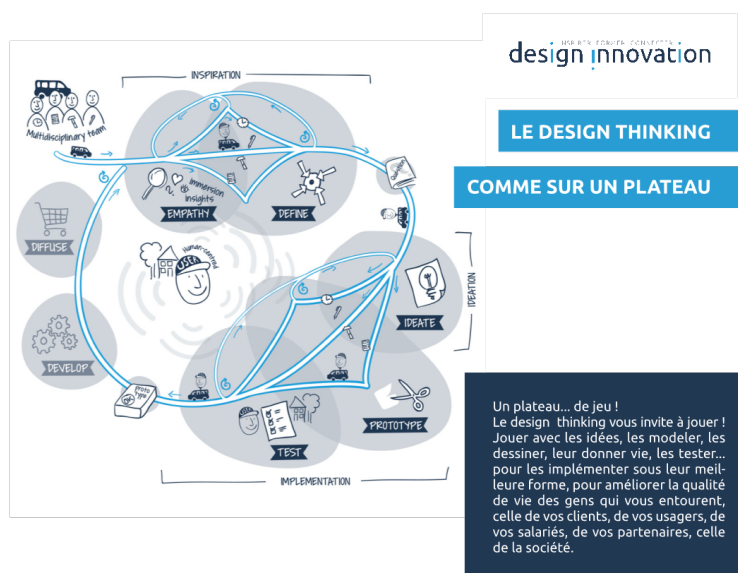 INSPIRER FORMER CONNECTER
design innovation
LE DESIGN THINKING
COMME SUR UN PLATEAU
INSPIRATION
Multidisciplinary team
immersion
insights
EMPATHY
DEFINE
DIFFUSE
Human-centred
USER
IDEATION
IDEATE
DEVELOP
Proto
type
PROTOTYPE
TEST
IMPLEMENTATION
Un plateau... de jeu !
Le design thinking vous invite à jouer !
Jouer avec les idées, les modeler, les
dessiner, leur donner vie, les tester...
pour les implémenter sous leur meil-
leure forme, pour améliorer la qualité
de vie des gens qui vous entourent,
celle de vos clients, de vos usagers, de
vos salariés, de vos partenaires, celle
de la société.